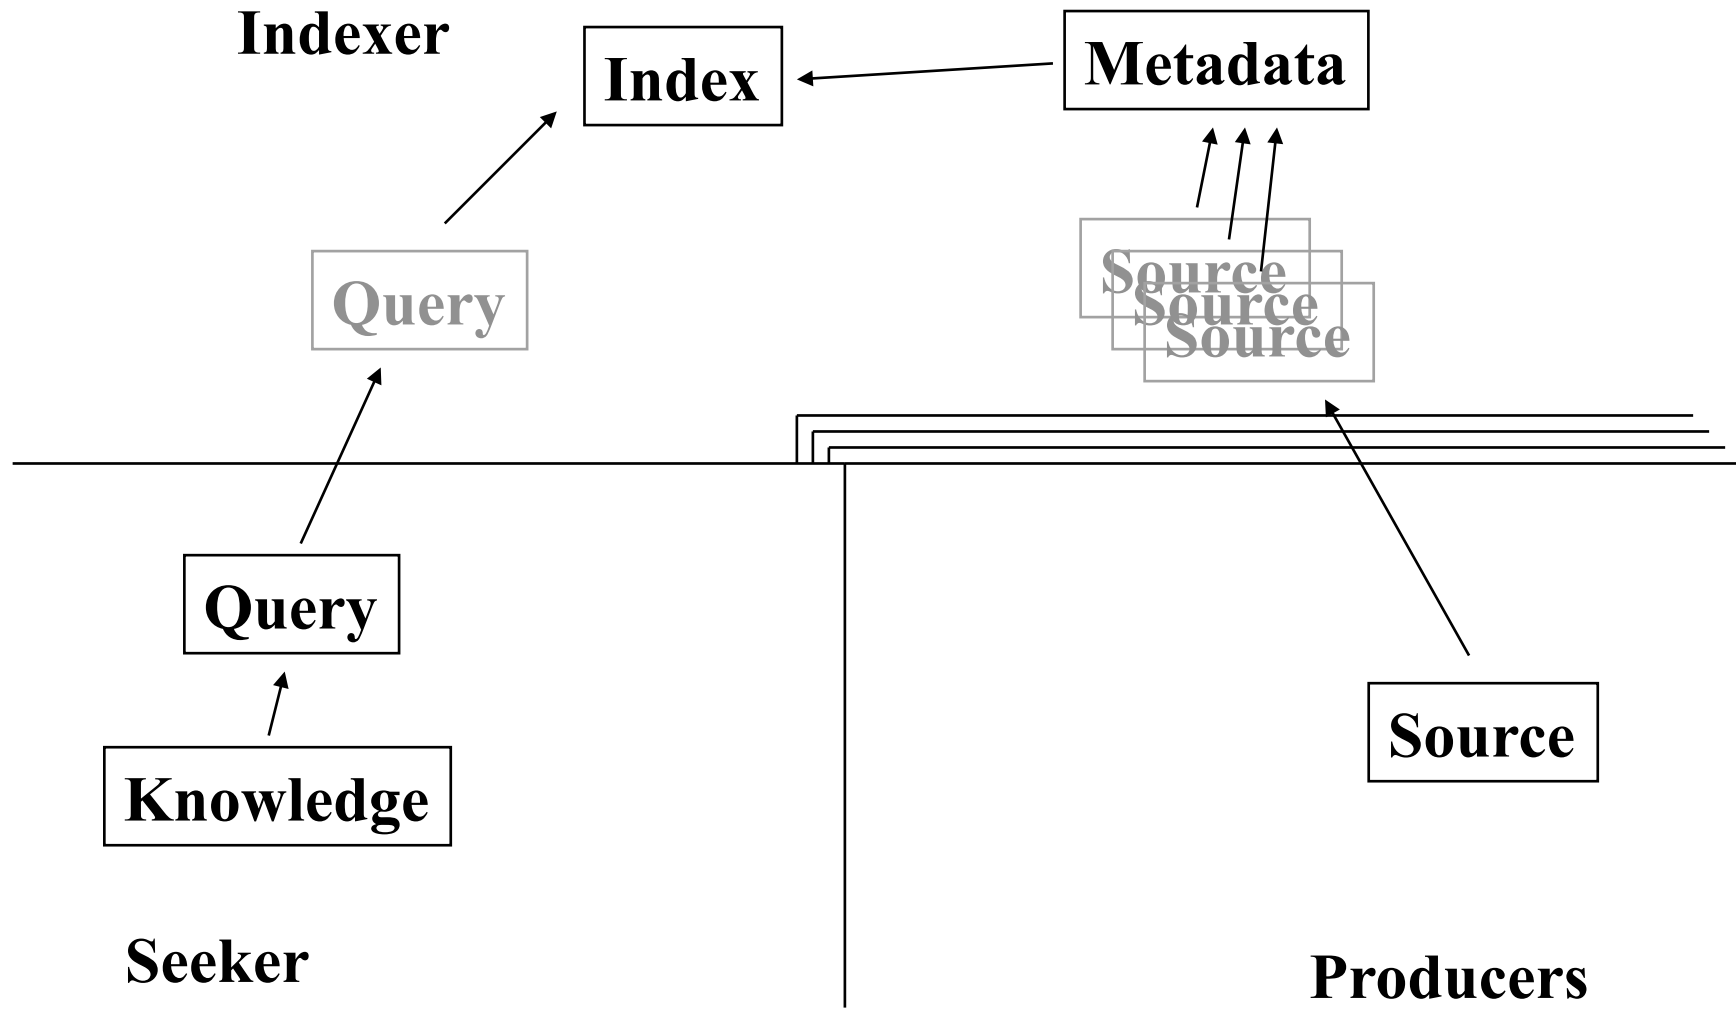 Indexer
Index
Metadata
Query
Source
Source
Source
Query
Source
Knowledge
Seeker
Producers